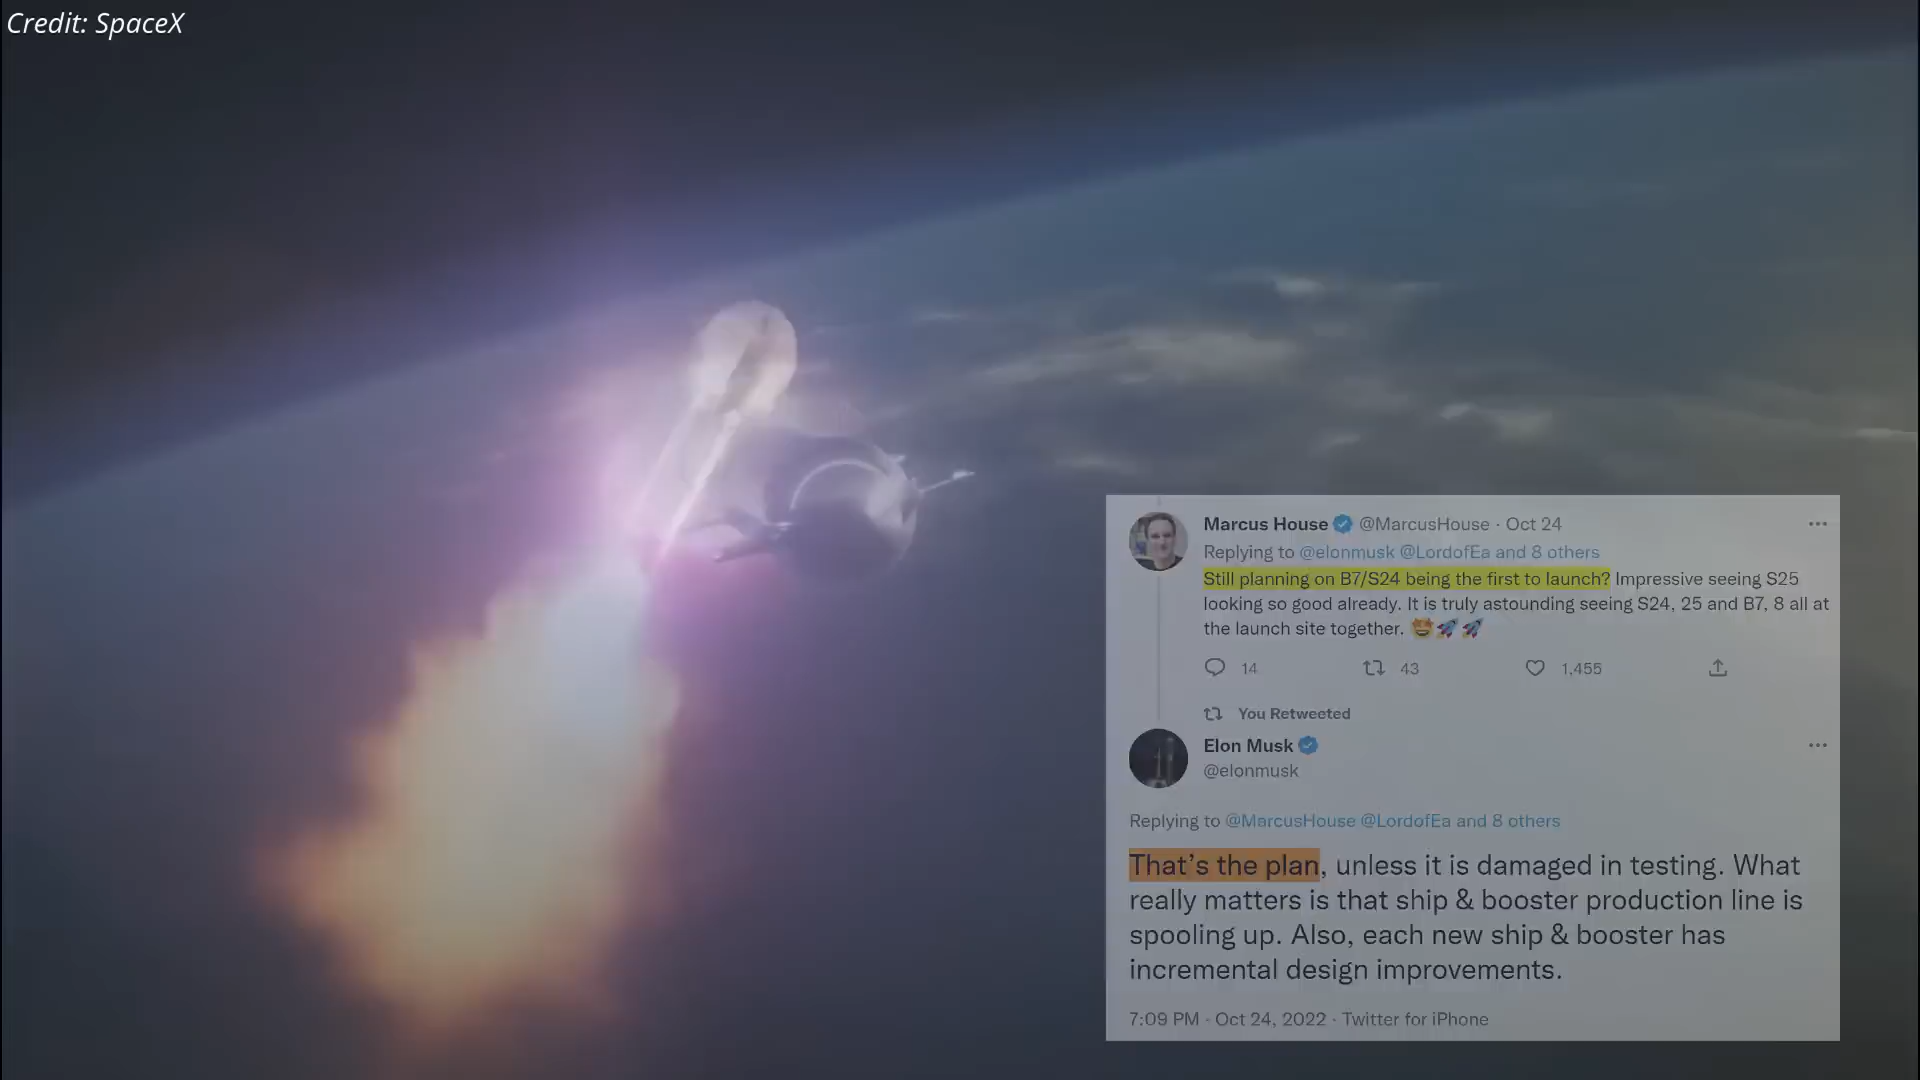 Credit: SpaceX
Marcus House @MarcusHouse · Oct 24
Replying to @elonmusk @LordofEa and 8 others
Still planning on B7/S24 being the first to launch? Impressive seeing S25
looking so good already. It is truly astounding seeing S24, 25 and B7, 8 all at
the launch site together. 🤩🚀🚀
14 43 1,455
You Retweeted
Elon Musk
@elonmusk
Replying to @MarcusHouse @LordofEa and 8 others
That’s the plan, unless it is damaged in testing. What
really matters is that ship & booster production line is
spooling up. Also, each new ship & booster has
incremental design improvements.
7:09 PM · Oct 24, 2022 · Twitter for iPhone